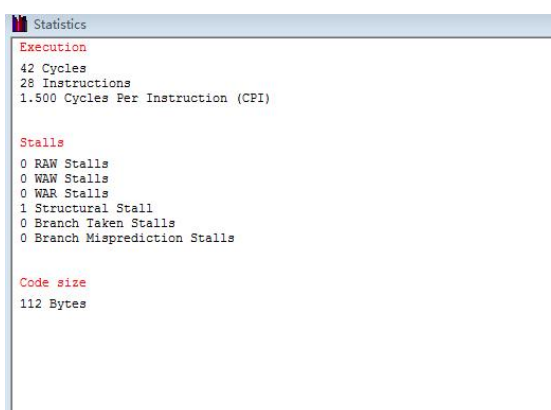 Statistics
Execution
42 Cycles
28 Instructions
1.500 Cycles Per Instruction (CPI)
Stalls
0 RAW Stalls
0 WAW Stalls
0 WAR Stalls
1 Structural Stall
0 Branch Taken Stalls
0 Branch Misprediction Stalls
Code size
112 Bytes